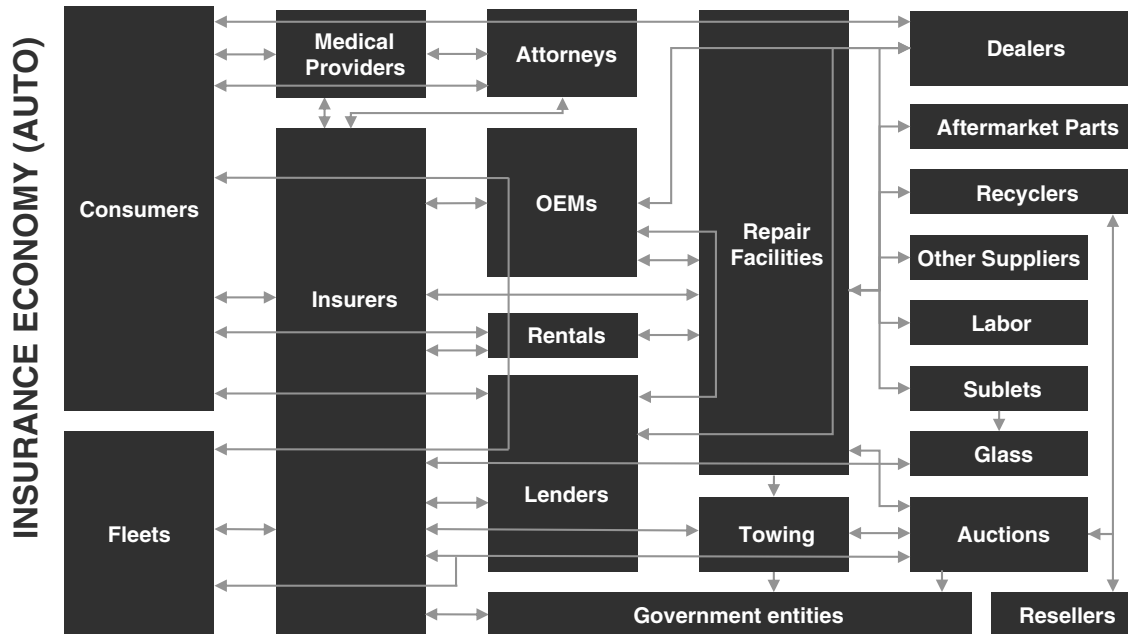 INSURANCE ECONOMY (AUTO)
Medical
Providers
Attorneys
Dealers
Aftermarket Parts
Consumers
OEMs
Recyclers
Repair
Facilities
Other Suppliers
Insurers
Labor
Rentals
Sublets
Glass
Lenders
Fleets
Towing
Auctions
Government entities
Resellers